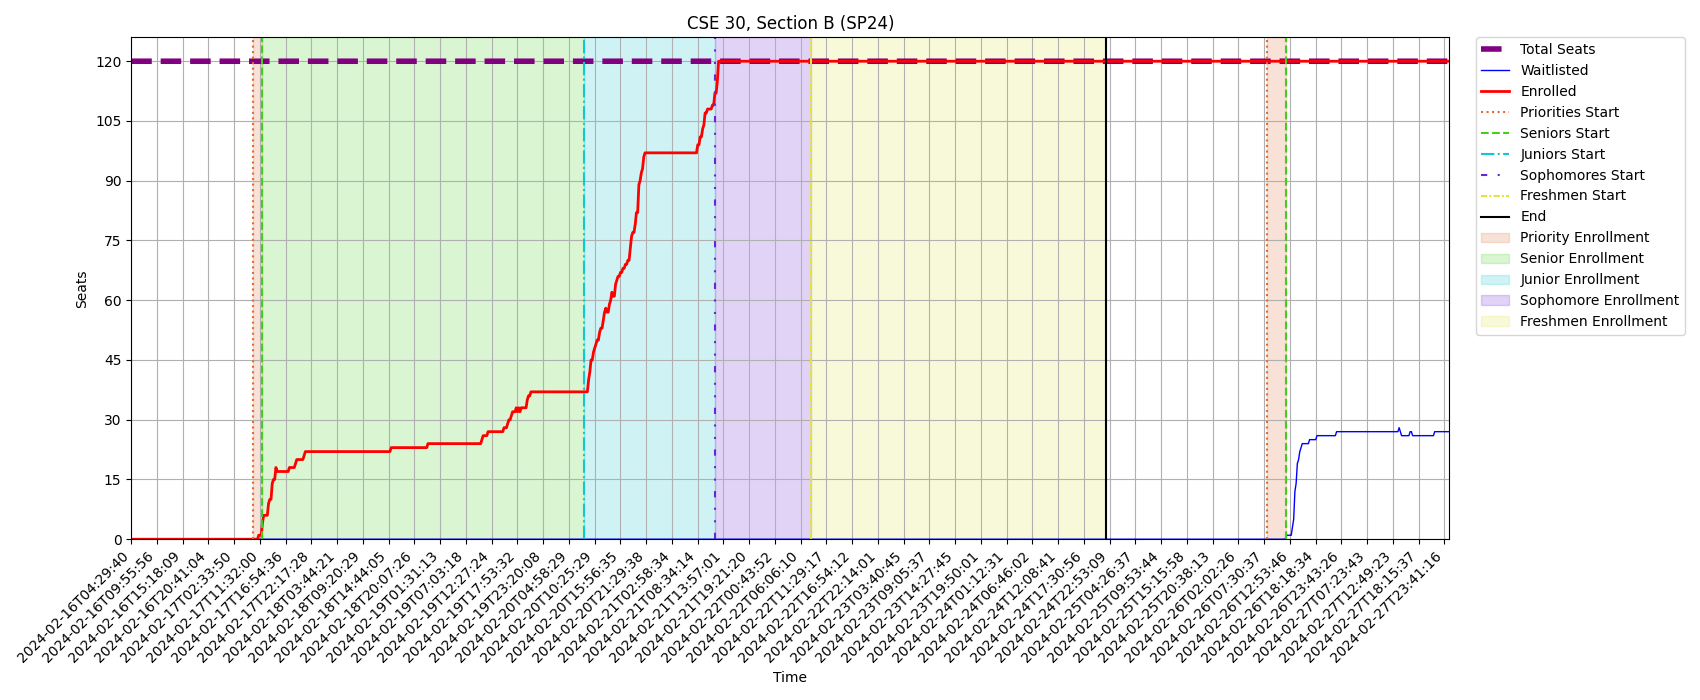 CSE 30, Section B (SP24)
Total Seats
Waitlisted
Enrolled
Priorities Start
Seniors Start
Juniors Start
Sophomores Start
Freshmen Start
End
Priority Enrollment
Senior Enrollment
Junior Enrollment
Sophomore Enrollment
Freshmen Enrollment
Seats
120
105
90
75
60
45
30
15
0
2024-02-16T04:29:40
2024-02-16T09:55:56
2024-02-16T15:18:09
2024-02-16T20:41:04
2024-02-17T02:33:50
2024-02-17T11:32:00
2024-02-17T16:54:36
2024-02-17T22:17:28
2024-02-18T03:44:21
2024-02-18T09:20:29
2024-02-18T14:44:05
2024-02-18T20:07:26
2024-02-19T01:31:13
2024-02-19T07:03:18
2024-02-19T12:27:24
2024-02-19T17:53:32
2024-02-19T23:20:08
2024-02-20T04:58:29
2024-02-20T10:25:29
2024-02-20T15:56:35
2024-02-20T21:29:38
2024-02-21T02:58:34
2024-02-21T08:34:14
2024-02-21T13:57:01
2024-02-21T19:21:20
2024-02-22T00:43:52
2024-02-22T06:06:10
2024-02-22T11:29:17
2024-02-22T16:54:12
2024-02-22T22:14:01
2024-02-23T03:40:45
2024-02-23T09:05:37
2024-02-23T14:27:45
2024-02-23T19:50:01
2024-02-24T01:12:31
2024-02-24T06:46:02
2024-02-24T12:08:41
2024-02-24T17:30:56
2024-02-24T22:53:09
2024-02-25T04:26:37
2024-02-25T09:53:44
2024-02-25T15:15:58
2024-02-25T20:38:13
2024-02-26T02:02:26
2024-02-26T07:30:37
2024-02-26T12:53:46
2024-02-26T18:18:34
2024-02-26T23:43:26
2024-02-27T07:23:43
2024-02-27T12:49:23
2024-02-27T18:15:37
2024-02-27T23:41:16
Time